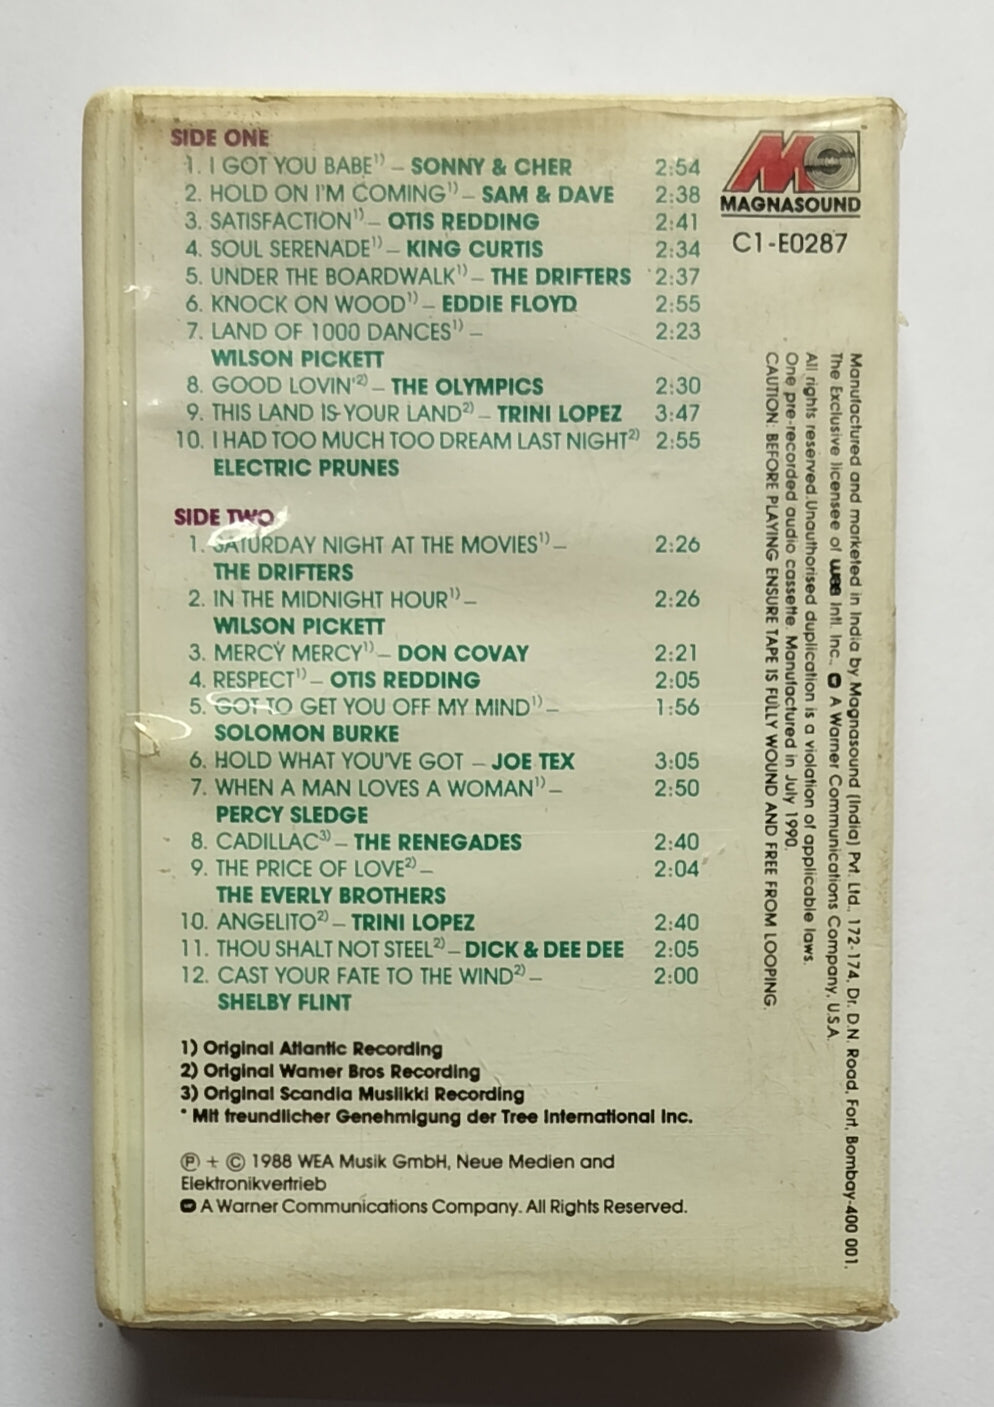 SIDE ONE
1. I GOT YOU BABE¹⁾ – SONNY & CHER 2:54
2. HOLD ON I'M COMING¹⁾ – SAM & DAVE 2:38
3. SATISFACTION¹⁾ – OTIS REDDING 2:41
4. SOUL SERENADE¹⁾ – KING CURTIS 2:34
5. UNDER THE BOARDWALK¹⁾ – THE DRIFTERS 2:37
6. KNOCK ON WOOD¹⁾ – EDDIE FLOYD 2:55
7. LAND OF 1000 DANCES¹⁾ – 2:23
WILSON PICKETT
8. GOOD LOVIN'²⁾ – THE OLYMPICS 2:30
9. THIS LAND IS YOUR LAND²⁾ – TRINI LOPEZ 3:47
10. I HAD TOO MUCH TOO DREAM LAST NIGHT²⁾ 2:55
ELECTRIC PRUNES
SIDE TWO
1. SATURDAY NIGHT AT THE MOVIES¹⁾ – 2:26
THE DRIFTERS
2. IN THE MIDNIGHT HOUR¹⁾ – 2:26
WILSON PICKETT
3. MERCY MERCY¹⁾ – DON COVAY 2:21
4. RESPECT¹⁾ – OTIS REDDING 2:05
5. GOT TO GET YOU OFF MY MIND¹⁾ – 1:56
SOLOMON BURKE
6. HOLD WHAT YOU'VE GOT – JOE TEX 3:05
7. WHEN A MAN LOVES A WOMAN¹⁾ – 2:50
PERCY SLEDGE
8. CADILLAC³⁾ – THE RENEGADES 2:40
9. THE PRICE OF LOVE²⁾ – 2:04
THE EVERLY BROTHERS
10. ANGELITO²⁾ – TRINI LOPEZ 2:40
11. THOU SHALT NOT STEEL²⁾ – DICK & DEE DEE 2:05
12. CAST YOUR FATE TO THE WIND²⁾ – 2:00
SHELBY FLINT
1) Original Atlantic Recording
2) Original Warner Bros Recording
3) Original Scandia Musiikki Recording
* Mit freundlicher Genehmigung der Tree International Inc.
℗ + © 1988 WEA Musik GmbH, Neue Medien and
Elektronikvertrieb
A Warner Communications Company. All Rights Reserved.
MG
MAGNASOUND
C1-E0287
Manufactured and marketed in India by Magnasound (India) Pvt. Ltd., 172-174, Dr. D.N. Road, Fort, Bombay-400 001.
The Exclusive licensee of wea Intl. Inc., A Warner Communications Company, U.S.A.
All rights reserved. Unauthorised duplication is a violation of applicable laws.
One pre-recorded audio cassette. Manufactured in July 1990.
CAUTION: BEFORE PLAYING ENSURE TAPE IS FULLY WOUND AND FREE FROM LOOPING.